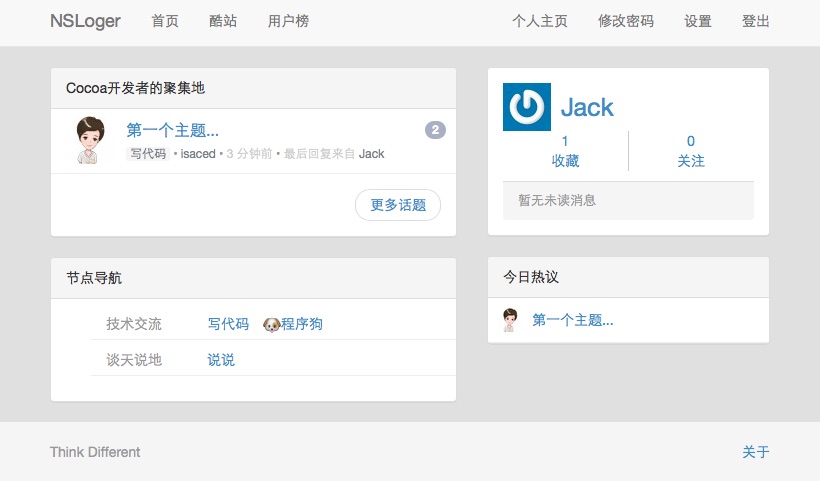 NSLoger 首页 酷站 用户榜 个人主页 修改密码 设置 登出
Cocoa开发者的聚集地
第一个主题... 2
写代码 • isaced • 3 分钟前 • 最后回复来自 Jack
更多话题
节点导航
技术交流 写代码 程序狗
谈天说地 说说
Jack
1 0
收藏 关注
暂无未读消息
今日热议
第一个主题...
Think Different 关于